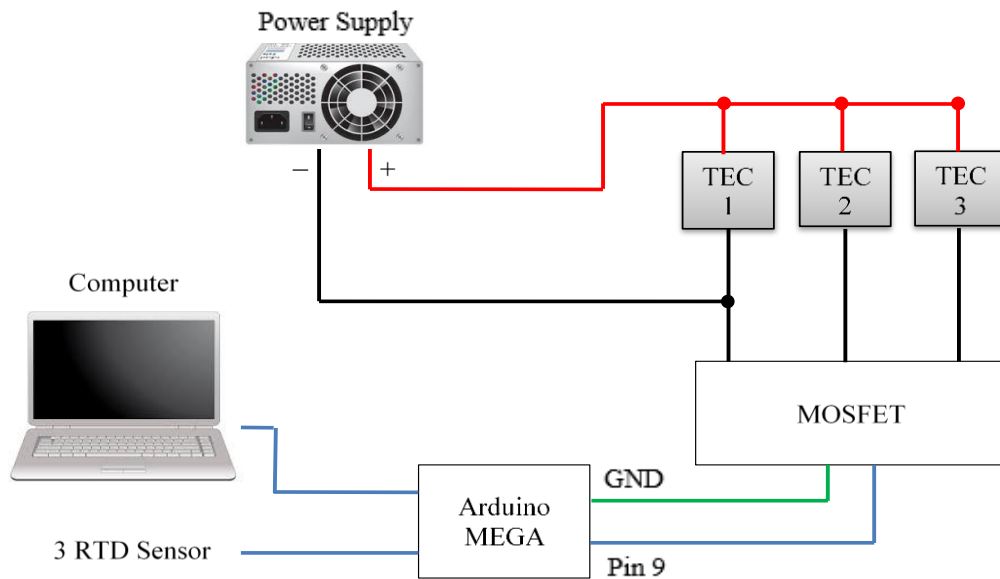 Power Supply
– +
TEC
1
TEC
2
TEC
3
Computer
MOSFET
GND
Arduino
MEGA
3 RTD Sensor
Pin 9